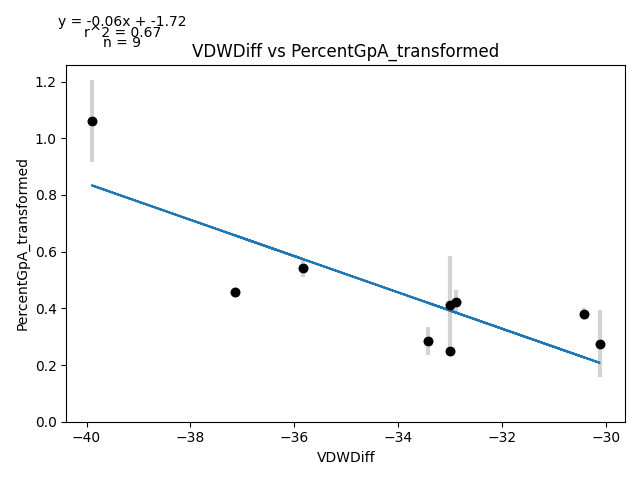 y = -0.06x + -1.72
r^2 = 0.67
n = 9
VDWDiff vs PercentGpA_transformed
PercentGpA_transformed
1.2
1.0
0.8
0.6
0.4
0.2
0.0
−40
−38
−36
−34
−32
−30
VDWDiff